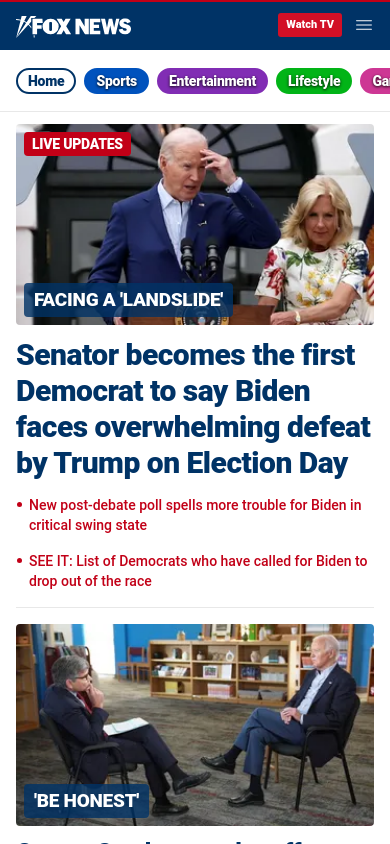 FOX NEWS
Watch TV
Home
Sports
Entertainment
Lifestyle
LIVE UPDATES
FACING A 'LANDSLIDE'
Senator becomes the first
Democrat to say Biden
faces overwhelming defeat
by Trump on Election Day
• New post-debate poll spells more trouble for Biden in
critical swing state
• SEE IT: List of Democrats who have called for Biden to
drop out of the race
'BE HONEST'